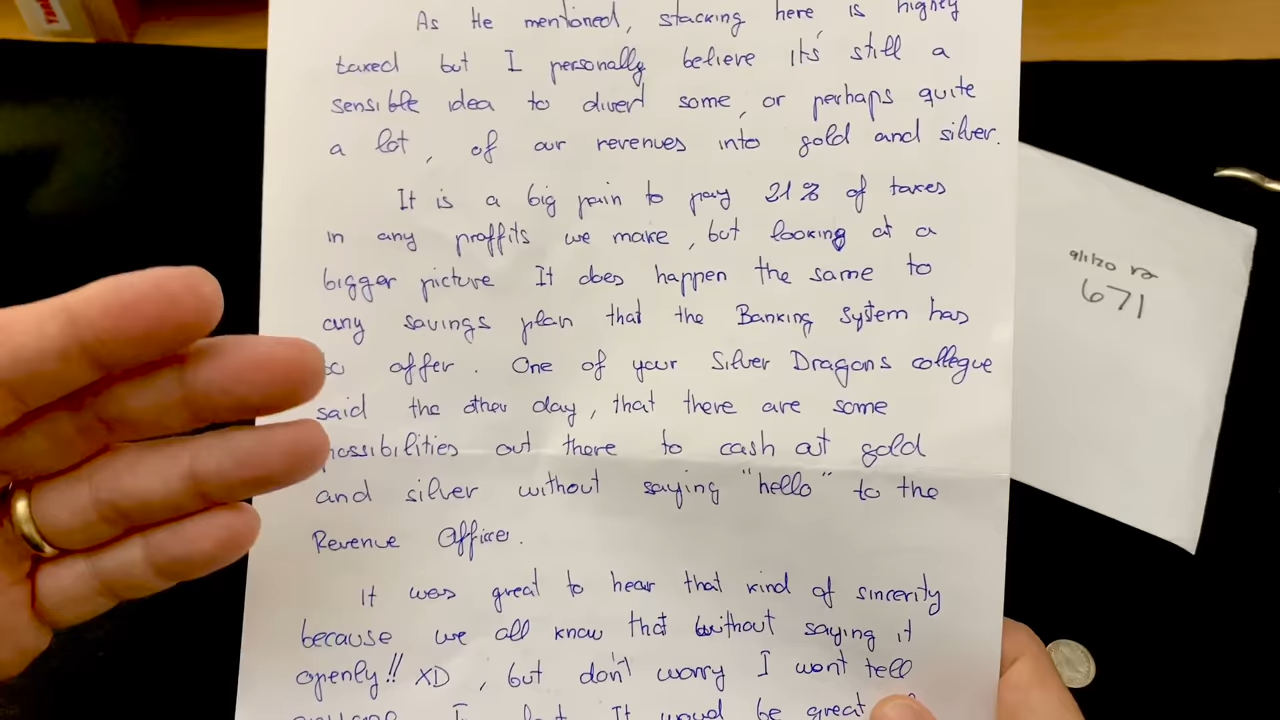 As He mentioned, stacking here is highly
taxed but I personally believe it's still a
sensible idea to divert some, or perhaps quite
a lot, of our revenues into gold and silver.
It is a big pain to pay 21% of taxes
in any proffits we make, but looking at a
bigger picture It does happen the same to
any savings plan that the Banking System has
to offer. One of your Silver Dragons collegue
said the other day, that there are some
possibilities out there to cash out gold
and silver without saying "hello" to the
Revenue Officer.
It was great to hear that kind of sincerity
because we all know that without saying it
openly!! XD, but don't worry I wont tell
It would be great
9/1/20
671